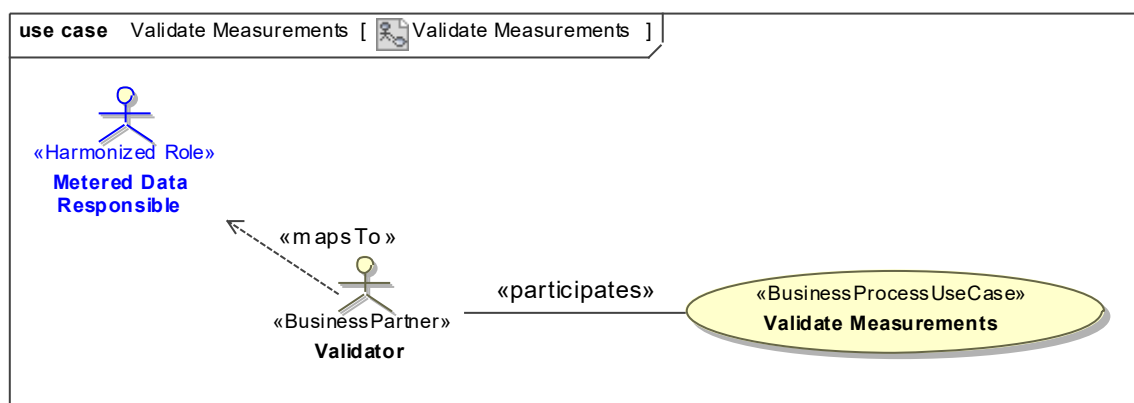 use case Validate Measurements [ Validate Measurements ]
«Harmonized Role»
Metered Data
Responsible
«mapsTo»
«BusinessPartner»
Validator
«participates»
«BusinessProcessUseCase»
Validate Measurements